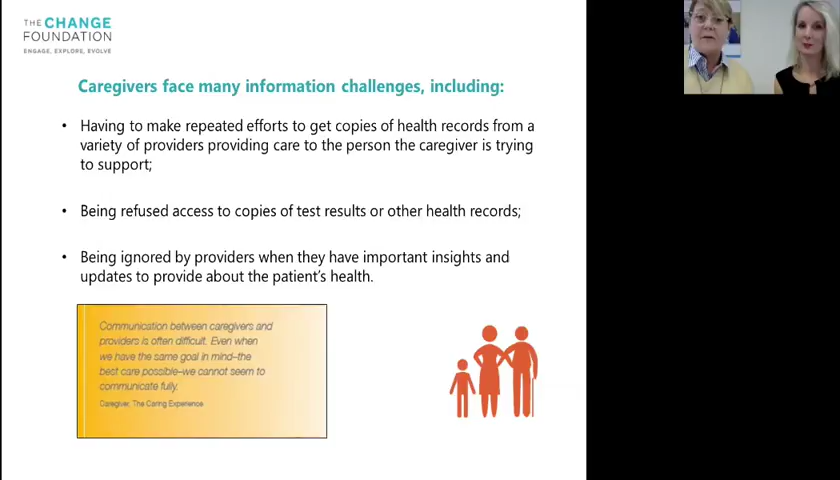 THE CHANGE
FOUNDATION
ENGAGE, EXPLORE, EVOLVE
Caregivers face many information challenges, including:
• Having to make repeated efforts to get copies of health records from a
variety of providers providing care to the person the caregiver is trying
to support;
• Being refused access to copies of test results or other health records;
• Being ignored by providers when they have important insights and
updates to provide about the patient's health.
Communication between caregivers and
providers is often difficult. Even when
we have the same goal in mind–the
best care possible–we cannot seem to
communicate fully.
Caregiver, The Caring Experience